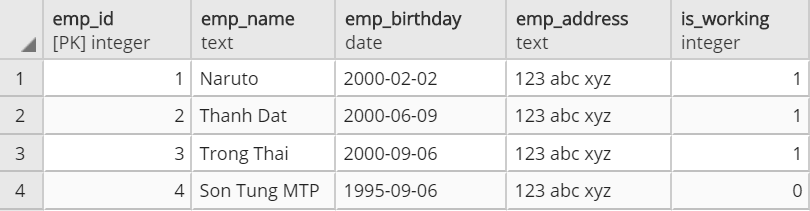 emp_id emp_name emp_birthday emp_address is_working
[PK] integer text date text integer
1 1 Naruto 2000-02-02 123 abc xyz 1
2 2 Thanh Dat 2000-06-09 123 abc xyz 1
3 3 Trong Thai 2000-09-06 123 abc xyz 1
4 4 Son Tung MTP 1995-09-06 123 abc xyz 0